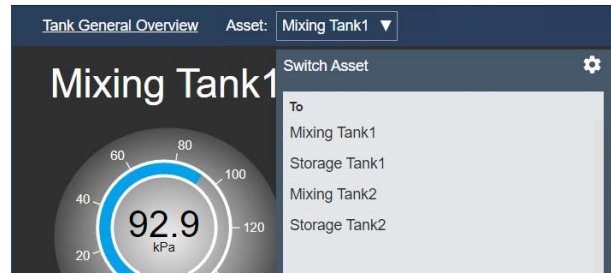 Tank General Overview Asset: Mixing Tank1 ▼
Switch Asset
Mixing Tank1
To
Mixing Tank1
Storage Tank1
Mixing Tank2
Storage Tank2
80
60
100
40
92.9
120
kPa
20